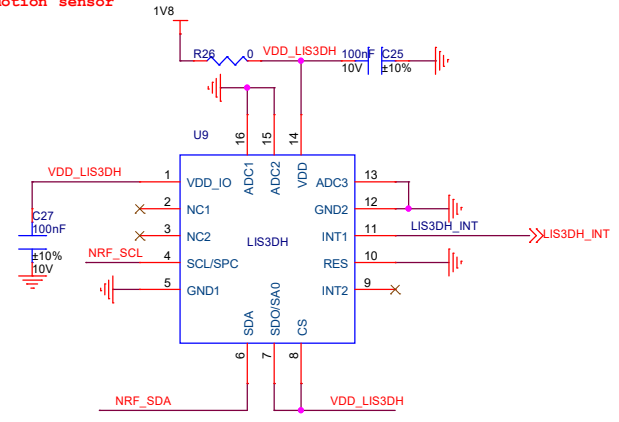 otion sensor
1V8
R26
0
VDD_LIS3DH
100nF
C25
10V
±10%
U9
16
15
14
ADC1
ADC2
VDD
VDD_LIS3DH
1
VDD_IO
ADC3
13
2
NC1
GND2
12
C27
100nF
±10%
10V
3
NC2
LIS3DH
INT1
11
LIS3DH_INT
LIS3DH_INT
NRF_SCL
4
SCL/SPC
RES
10
5
GND1
INT2
9
SDA
SDO/SA0
CS
6
7
8
NRF_SDA
VDD_LIS3DH